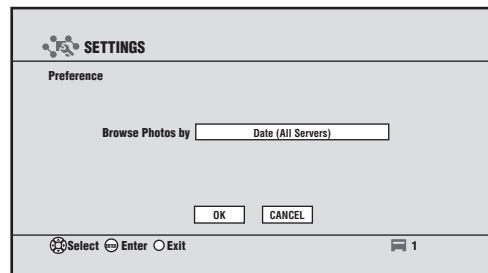 SETTINGS
Preference
Browse Photos by Date (All Servers)
OK CANCEL
Select Enter Exit 1